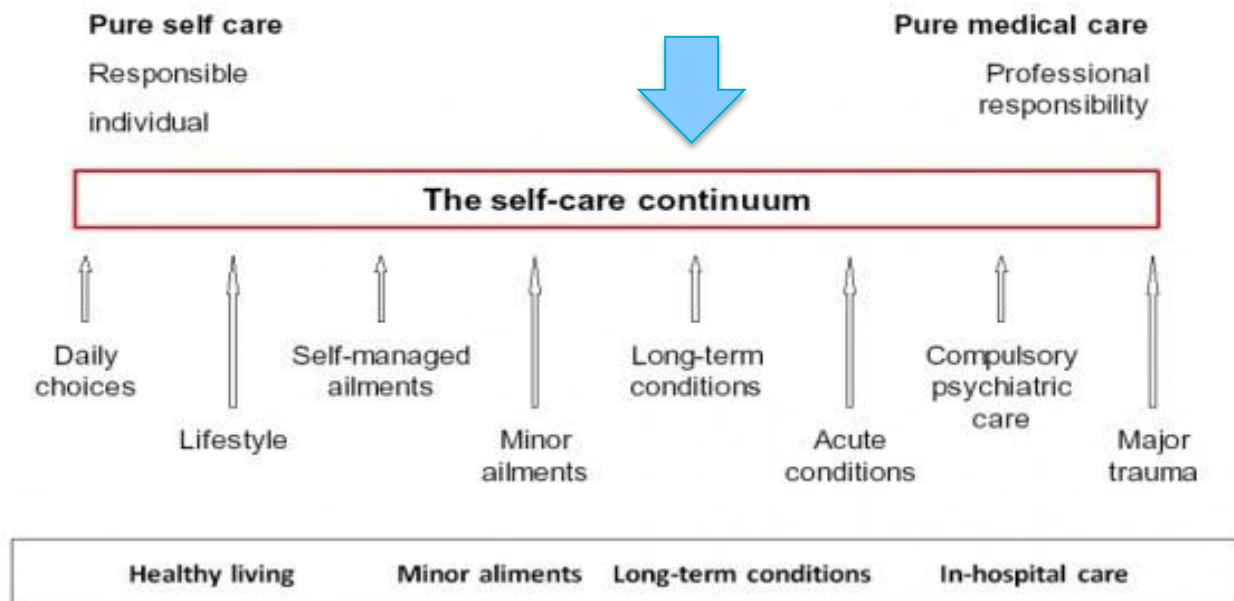 Pure self care
Responsible
individual
Pure medical care
Professional
responsibility
The self-care continuum
Daily
choices
Lifestyle
Self-managed
ailments
Minor
ailments
Long-term
conditions
Acute
conditions
Compulsory
psychiatric
care
Major
trauma
Healthy living Minor aliments Long-term conditions In-hospital care